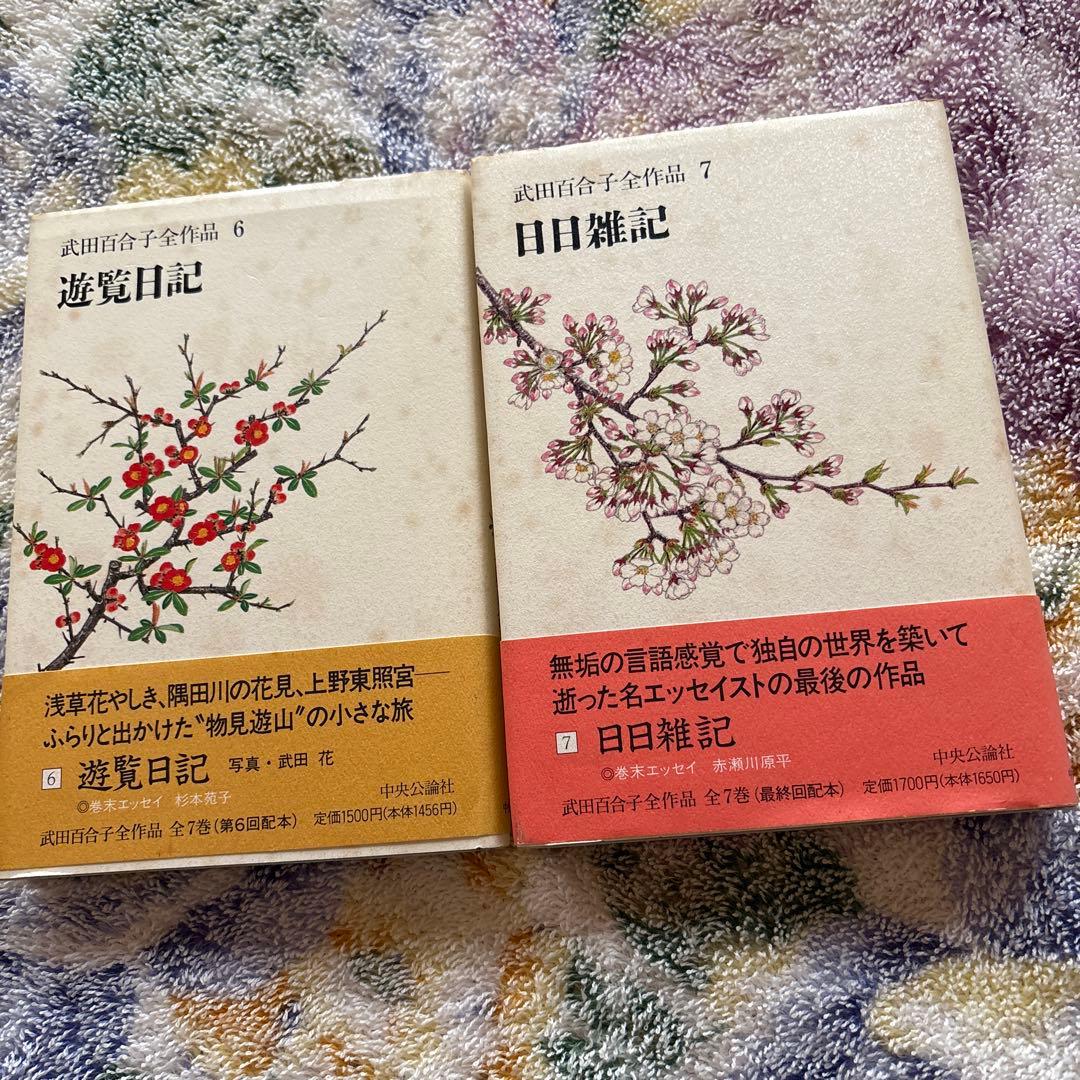 武田百合子全作品 6
遊覧日記
浅草花やしき、隅田川の花見、上野東照宮──
ふらりと出かけた"物見遊山"の小さな旅
6 遊覧日記 写真・武田 花
◎巻末エッセイ 杉本苑子
中央公論社
武田百合子全作品 全7巻(第6回配本) 定価1500円(本体1456円)
武田百合子全作品 7
日日雑記
無垢の言語感覚で独自の世界を築いて
逝った名エッセイストの最後の作品
7 日日雑記
◎巻末エッセイ 赤瀬川原平
中央公論社
武田百合子全作品 全7巻(最終回配本) 定価1700円(本体1650円)